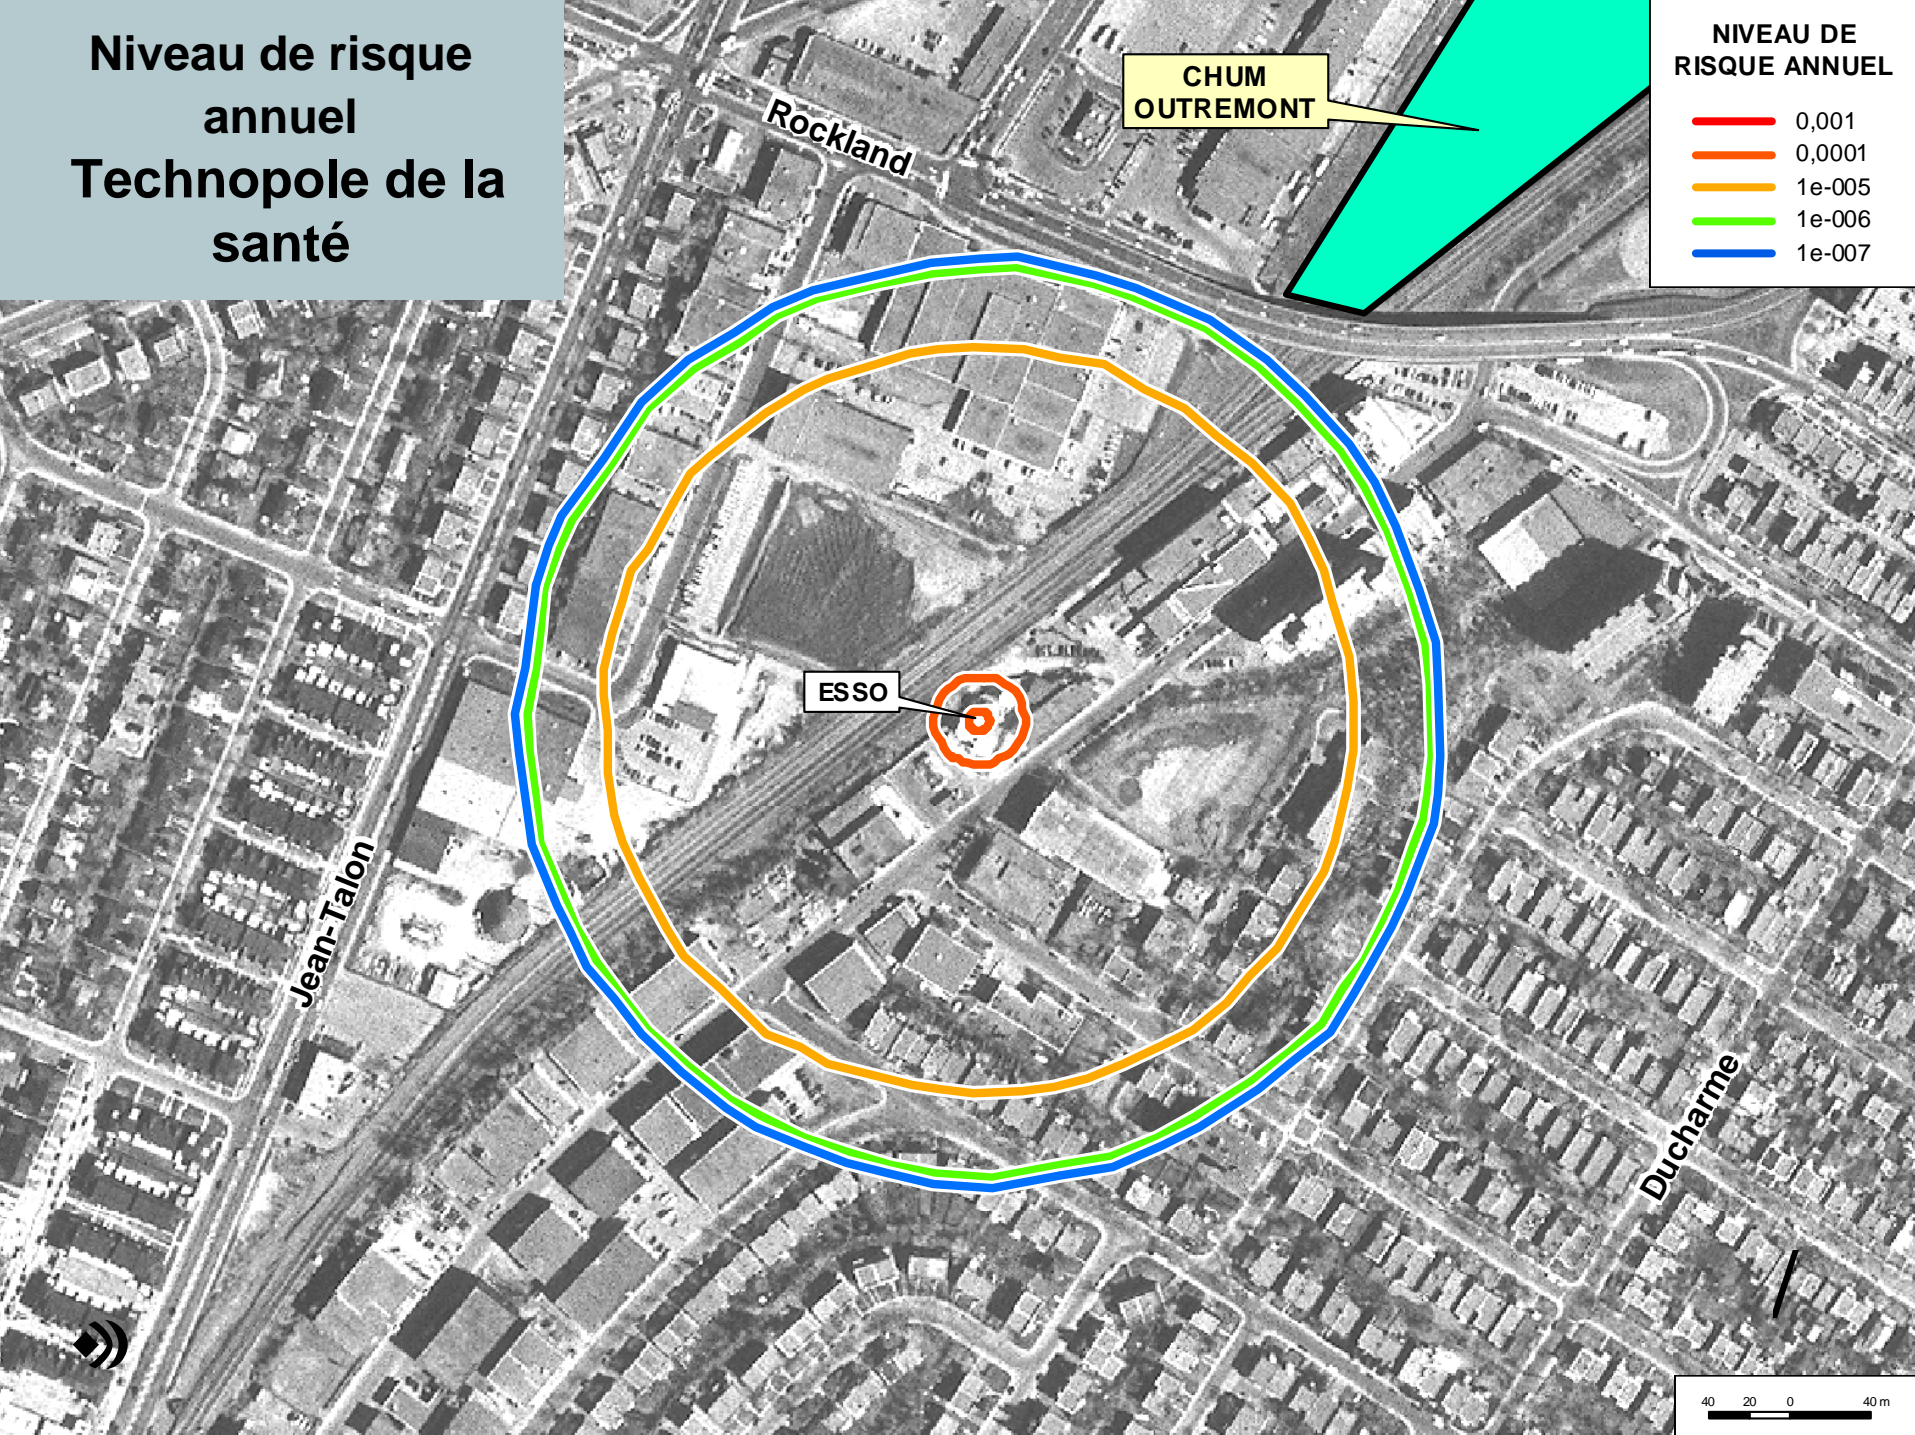 Niveau de risque
annuel
Technopole de la
santé
CHUM
OUTREMONT
NIVEAU DE
RISQUE ANNUEL
0,001
0,0001
1e-005
1e-006
1e-007
Rockland
ESSO
Jean-Talon
Ducharme
40 20 0 40 m